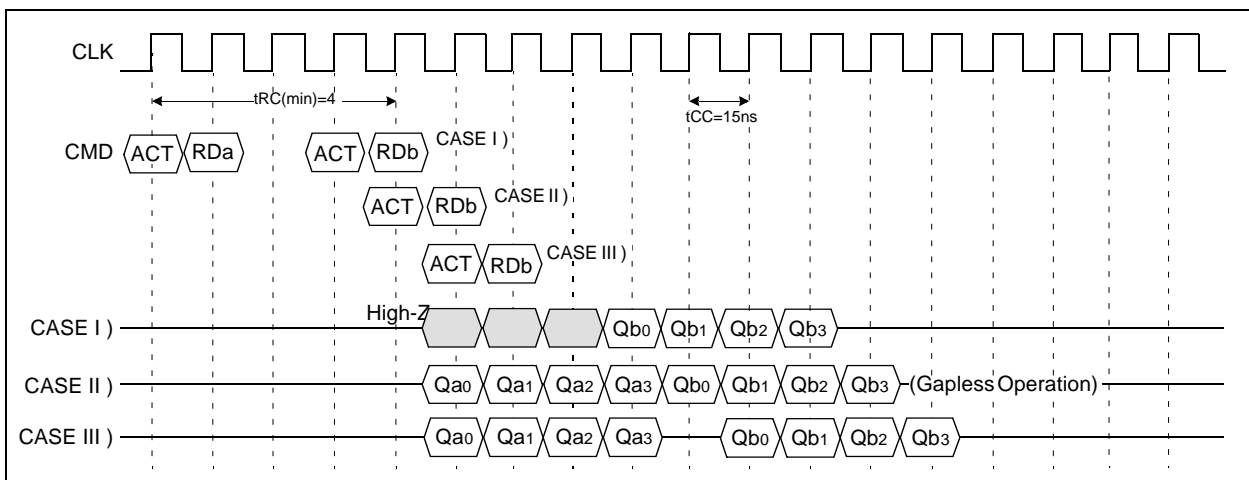 CLK
tRC(min)=4
tCC=15ns
CMD ACT RDa ACT RDb CASE I )
ACT RDb CASE II )
ACT RDb CASE III )
High-Z
CASE I ) Qb0 Qb1 Qb2 Qb3
CASE II ) Qa0 Qa1 Qa2 Qa3 Qb0 Qb1 Qb2 Qb3 (Gapless Operation)
CASE III ) Qa0 Qa1 Qa2 Qa3 Qb0 Qb1 Qb2 Qb3